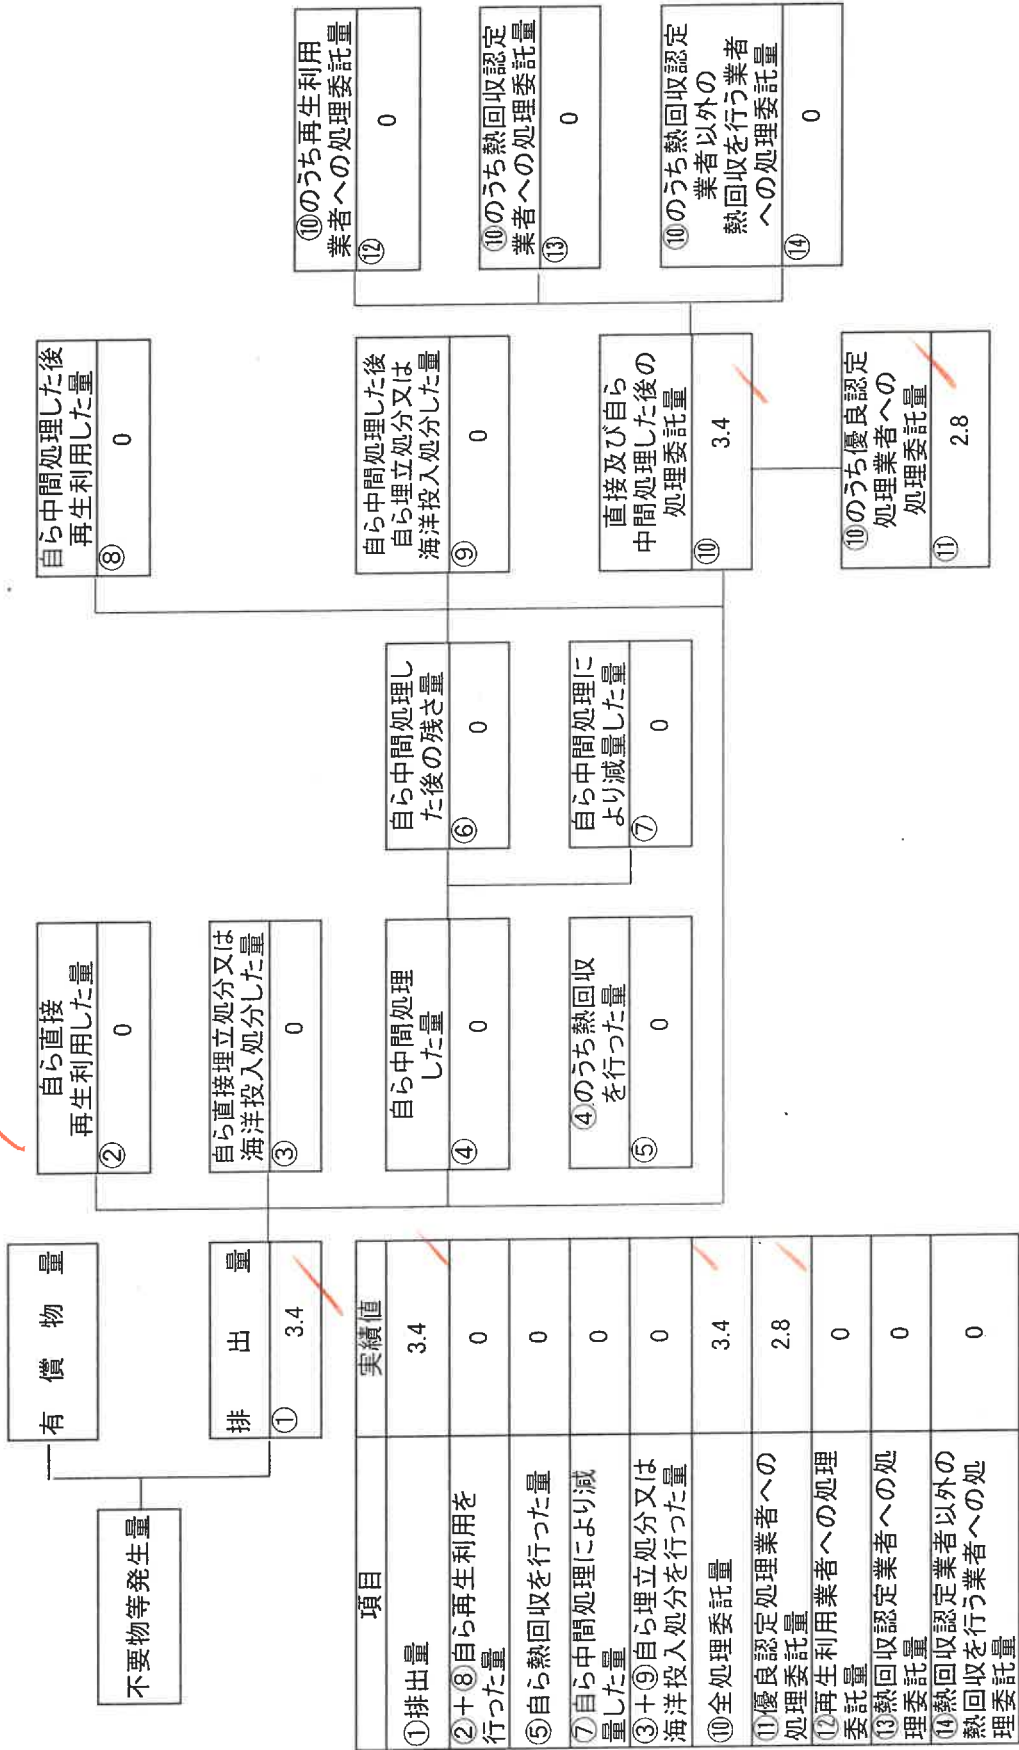 不要物等発生量
有償物量
排出量
①
3.4
自ら直接
再生利用した量
②
0
自ら直接埋立処分又は
海洋投入処分した量
③
0
自ら中間処理
した量
④
0
④のうち熱回収
を行った量
⑤
0
自ら中間処理し
た後の残さ量
⑥
0
自ら中間処理に
より減量した量
⑦
0
自ら中間処理した後
再生利用した量
⑧
0
自ら中間処理した後
自ら埋立処分又は
海洋投入処分した量
⑨
0
直接及び自ら
中間処理した後の
処理委託量
⑩
3.4
⑩のうち優良認定
処理業者への
処理委託量
⑪
2.8
⑩のうち再生利用
業者への処理委託量
⑫
0
⑩のうち熱回収認定
業者への処理委託量
⑬
0
⑩のうち熱回収認定
業者以外の
熱回収を行う業者
への処理委託量
⑭
0
項目 実績値
①排出量 3.4
②+⑧自ら再生利用を
行った量 0
⑤自ら熱回収を行った量 0
⑦自ら中間処理により減
量した量 0
③+⑨自ら埋立処分又は
海洋投入処分を行った量 0
⑩全処理委託量 3.4
⑪優良認定処理業者への
処理委託量 2.8
⑫再生利用業者への処理
委託量 0
⑬熱回収認定業者への処
理委託量 0
⑭熱回収認定業者以外の
熱回収を行う業者への処
理委託量 0